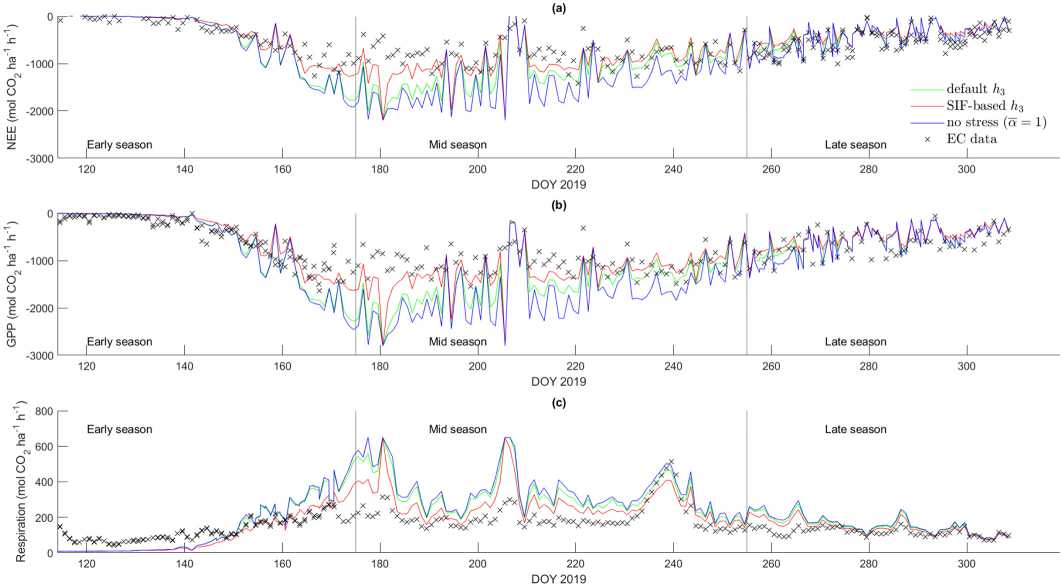 (a)
0
-1000
-2000
-3000
NEE (mol CO2 ha-1 h-1)
Early season
Mid season
Late season
default h3
SIF-based h3
no stress (α̅ = 1)
EC data
120 140 160 180 200 220 240 260 280 300
DOY 2019
(b)
0
-1000
-2000
-3000
GPP (mol CO2 ha-1 h-1)
Early season
Mid season
Late season
120 140 160 180 200 220 240 260 280 300
DOY 2019
(c)
800
600
400
200
0
Respiration (mol CO2 ha-1 h-1)
Early season
Mid season
Late season
120 140 160 180 200 220 240 260 280 300
DOY 2019